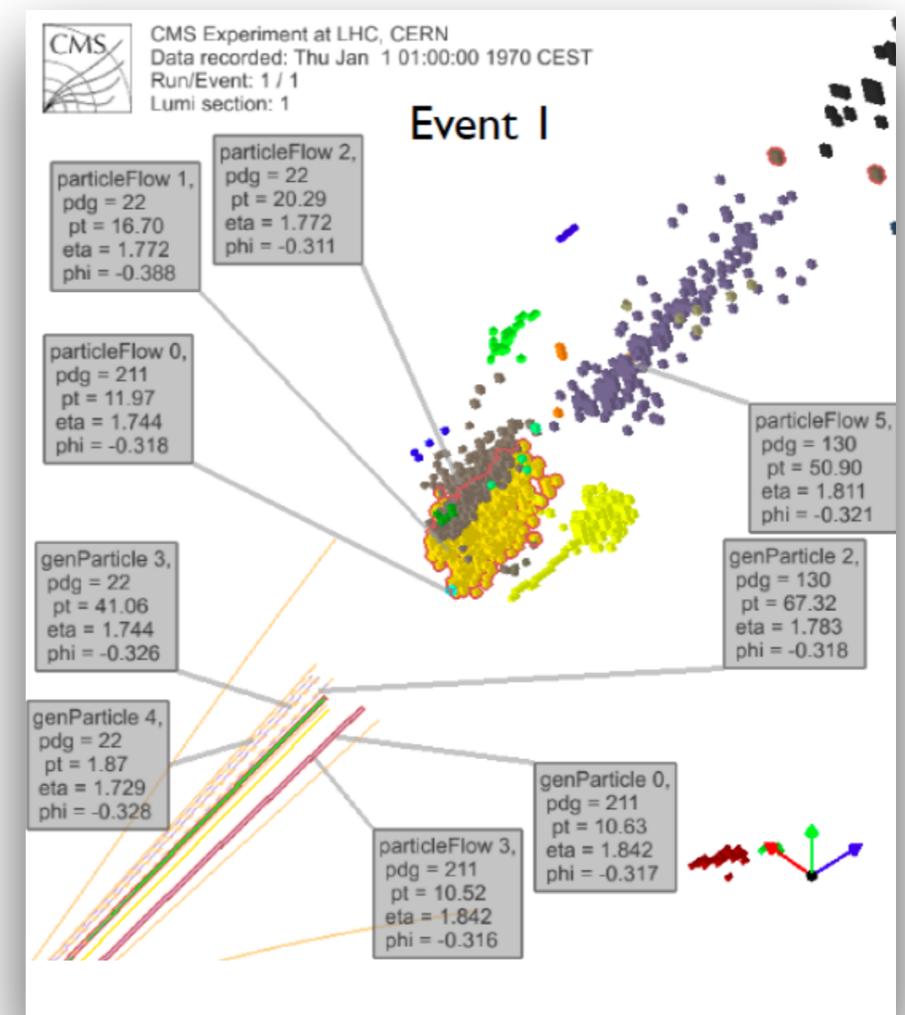 CMS
CMS Experiment at LHC, CERN
Data recorded: Thu Jan 1 01:00:00 1970 CEST
Run/Event: 1 / 1
Lumi section: 1
Event 1
particleFlow 2,
pdg = 22
pt = 20.29
eta = 1.772
phi = -0.311
particleFlow 1,
pdg = 22
pt = 16.70
eta = 1.772
phi = -0.388
particleFlow 0,
pdg = 211
pt = 11.97
eta = 1.744
phi = -0.318
particleFlow 5,
pdg = 130
pt = 50.90
eta = 1.811
phi = -0.321
genParticle 3,
pdg = 22
pt = 41.06
eta = 1.744
phi = -0.326
genParticle 2,
pdg = 130
pt = 67.32
eta = 1.783
phi = -0.318
genParticle 4,
pdg = 22
pt = 1.87
eta = 1.729
phi = -0.328
genParticle 0,
pdg = 211
pt = 10.63
eta = 1.842
phi = -0.317
particleFlow 3,
pdg = 211
pt = 10.52
eta = 1.842
phi = -0.316